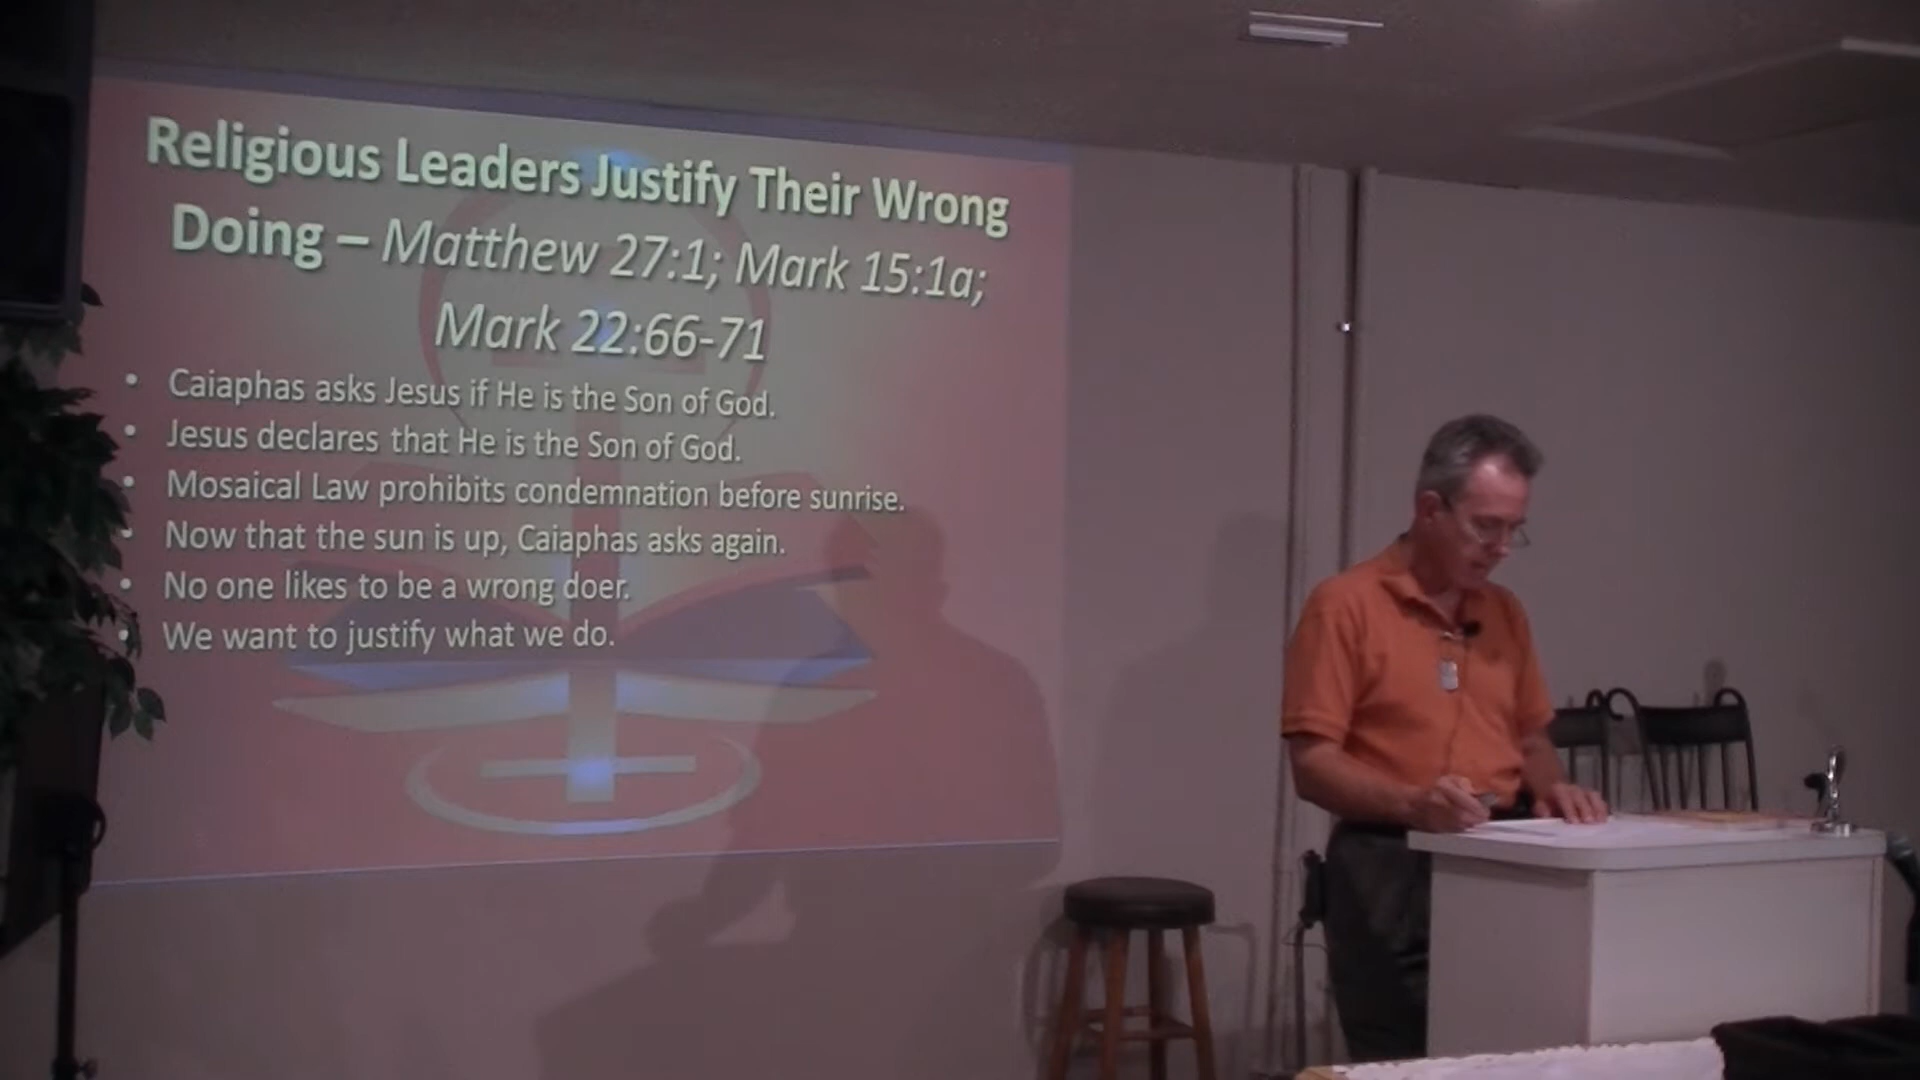 Religious Leaders Justify Their Wrong
Doing – Matthew 27:1; Mark 15:1a;
Mark 22:66-71
• Caiaphas asks Jesus if He is the Son of God.
• Jesus declares that He is the Son of God.
• Mosaical Law prohibits condemnation before sunrise.
• Now that the sun is up, Caiaphas asks again.
• No one likes to be a wrong doer.
• We want to justify what we do.